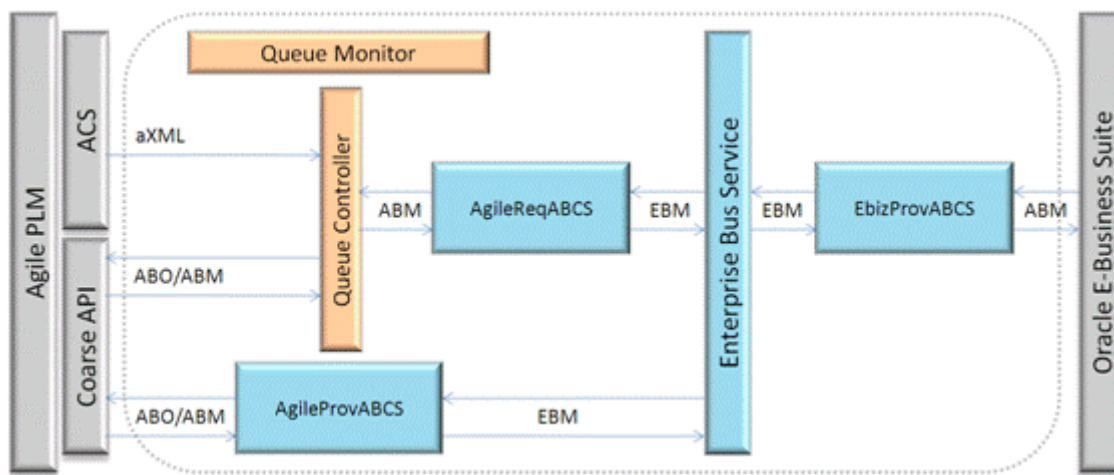 Agile PLM
ACS
Coarse API
Queue Monitor
aXML
Queue Controller
ABM
AgileReqABCS
EBM
Enterprise Bus Service
EBM
EbizProvABCS
ABM
Oracle E-Business Suite
ABO/ABM
ABO/ABM
AgileProvABCS
EBM